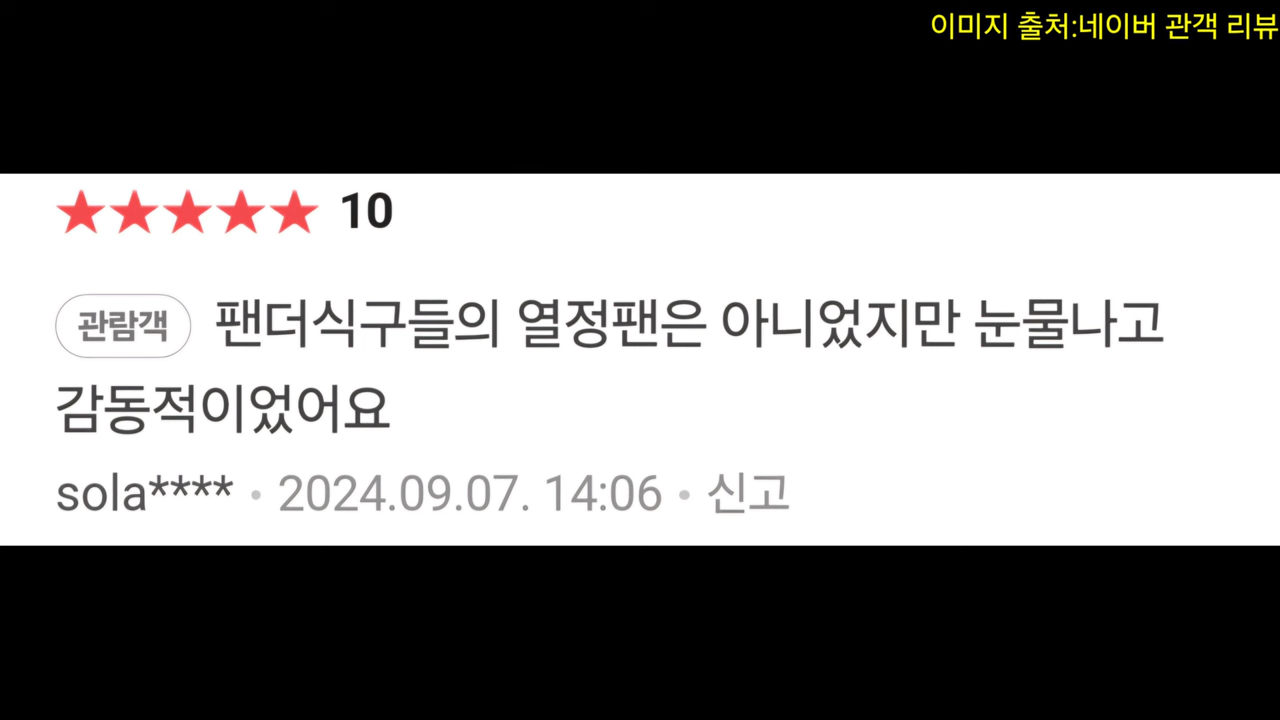 이미지 출처:네이버 관객 리뷰
★★★★★ 10
관람객 팬더식구들의 열정팬은 아니었지만 눈물나고
감동적이었어요
sola**** · 2024.09.07. 14:06 · 신고